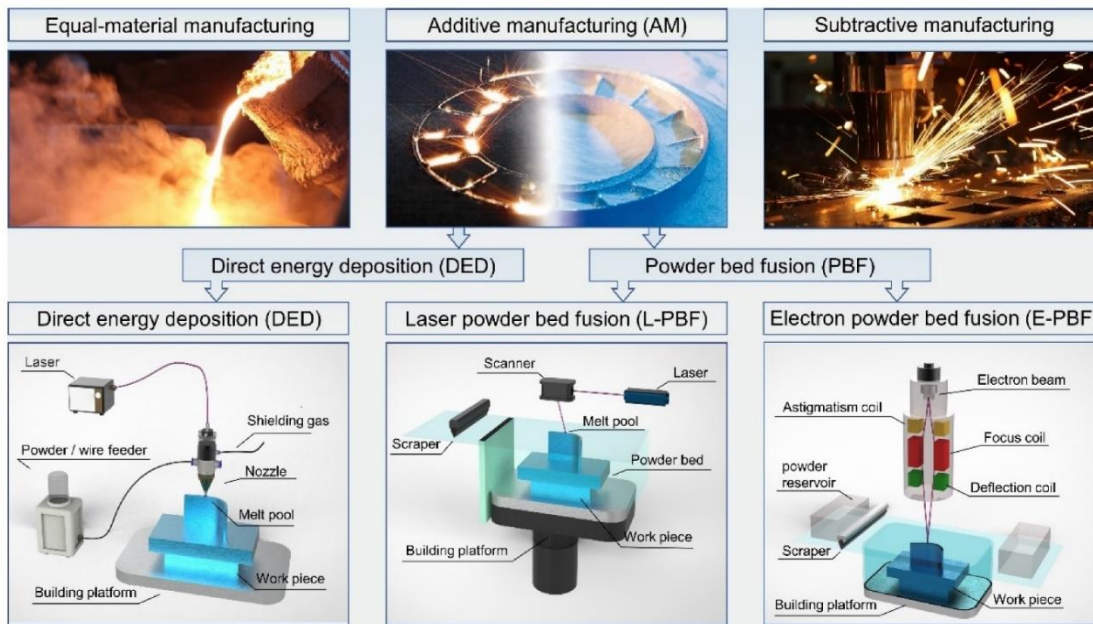 Equal-material manufacturing
Additive manufacturing (AM)
Subtractive manufacturing
Direct energy deposition (DED)
Powder bed fusion (PBF)
Direct energy deposition (DED)
Laser powder bed fusion (L-PBF)
Electron powder bed fusion (E-PBF
Laser
Shielding gas
Powder / wire feeder
Nozzle
Melt pool
Work piece
Building platform
Scanner
Laser
Melt pool
Scraper
Powder bed
Work piece
Building platform
Electron beam
Astigmatism coil
Focus coil
powder
reservoir
Deflection coil
Scraper
Work piece
Building platform